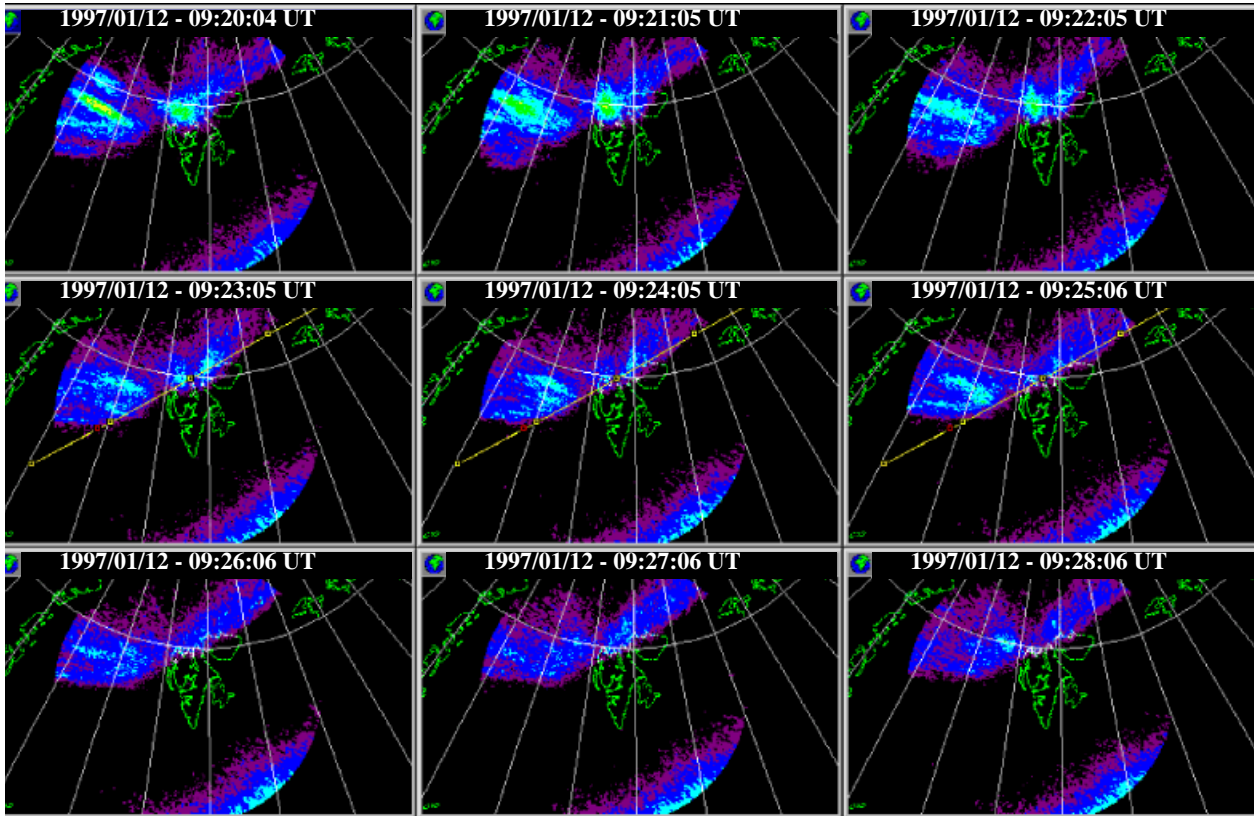 1997/01/12 - 09:20:04 UT
1997/01/12 - 09:21:05 UT
1997/01/12 - 09:22:05 UT
1997/01/12 - 09:23:05 UT
1997/01/12 - 09:24:05 UT
1997/01/12 - 09:25:06 UT
1997/01/12 - 09:26:06 UT
1997/01/12 - 09:27:06 UT
1997/01/12 - 09:28:06 UT